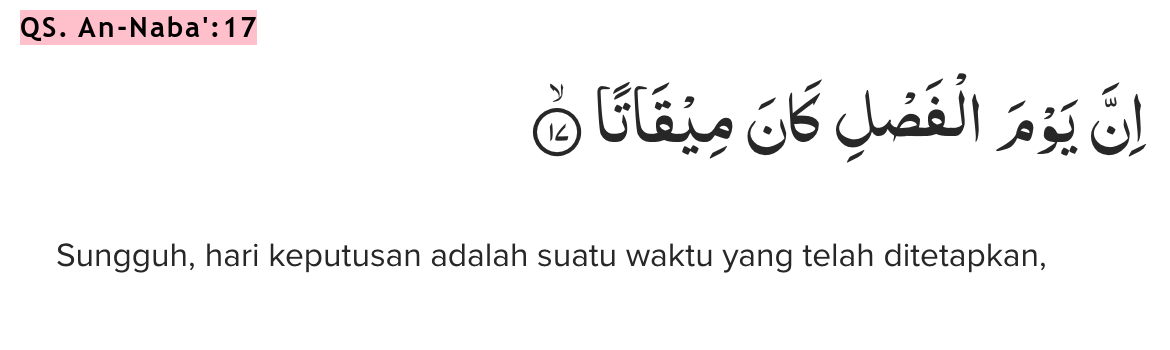 QS. An-Naba':17
اِنَّ يَوْمَ الْفَصْلِ كَانَ مِيْقَاتًاۙ ١٧
Sungguh, hari keputusan adalah suatu waktu yang telah ditetapkan,